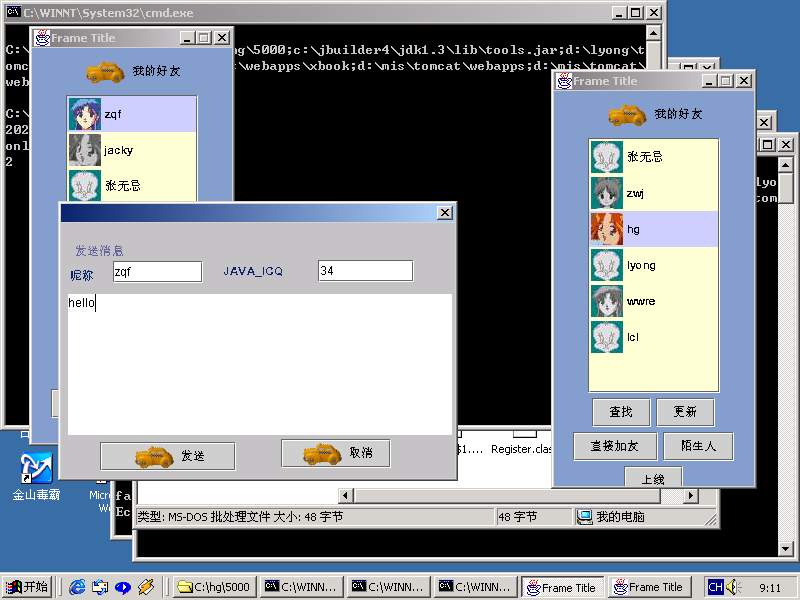 C:\WINNT\System32\cmd.exe
Frame Title
我的好友
zqf
jacky
张无忌
g\5000;c:\jbuilder4\jdk1.3\lib\tools.jar;d:\lyong\t
omc
\webapps\xbook;d:\mis\tomcat\webapps;d:\mis\tomcat\
web
C:\
202
onl
2
发送消息
昵称 zqf JAVA_ICQ 34
hello
发送 取消
Frame Title
我的好友
张无忌
zwj
hg
lyong
wwre
lcl
查找 更新
直接加友 陌生人
上线
lyo
com
$1.... Register.clas
金山毒霸
类型: MS-DOS 批处理文件 大小: 48 字节 48 字节 我的电脑
开始 C:\hg\5000 C:\WINN... C:\WINN... C:\WINN... Frame Title Frame Title CH 9:11